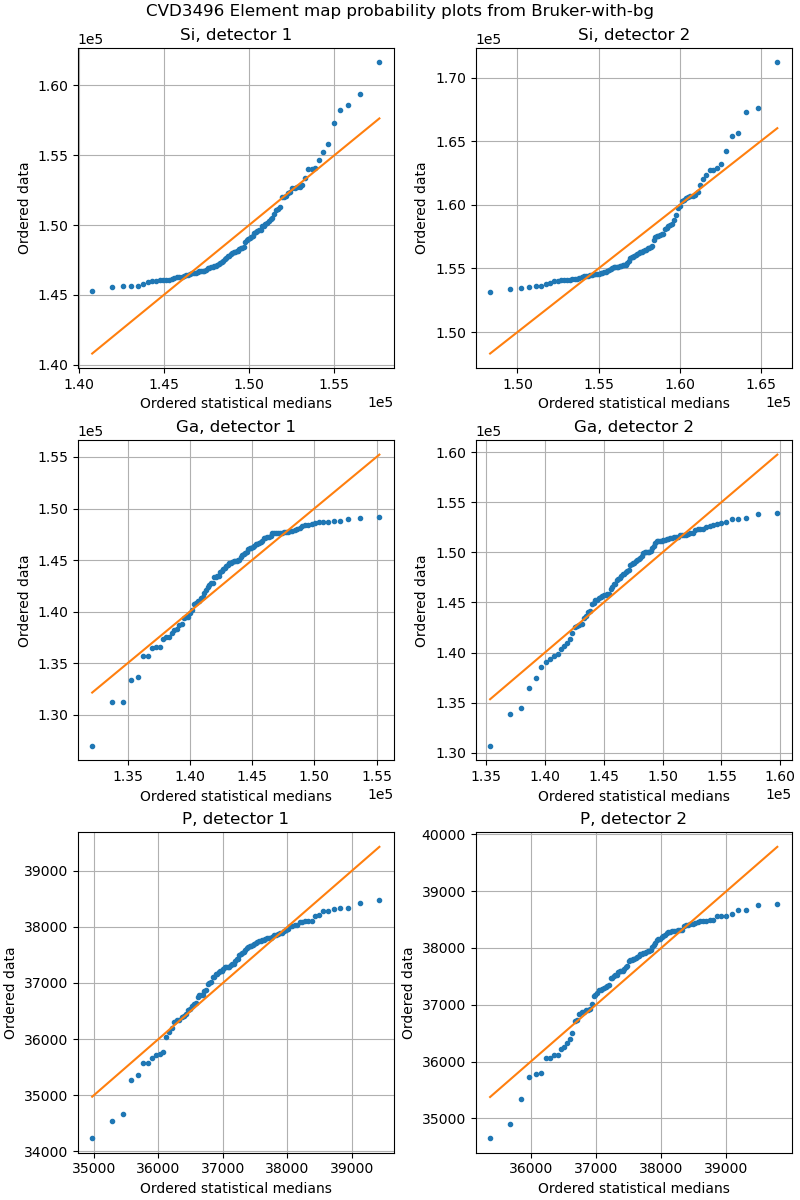 CVD3496 Element map probability plots from Bruker-with-bg
Si, detector 1
1e5
1.60
1.55
1.50
1.45
1.40
Ordered data
1.40 1.45 1.50 1.55
Ordered statistical medians
1e5
Si, detector 2
1e5
1.70
1.65
1.60
1.55
1.50
Ordered data
1.50 1.55 1.60 1.65
Ordered statistical medians
1e5
Ga, detector 1
1e5
1.55
1.50
1.45
1.40
1.35
1.30
Ordered data
1.35 1.40 1.45 1.50 1.55
Ordered statistical medians
1e5
Ga, detector 2
1e5
1.60
1.55
1.50
1.45
1.40
1.35
1.30
Ordered data
1.35 1.40 1.45 1.50 1.55 1.60
Ordered statistical medians
1e5
P, detector 1
39000
38000
37000
36000
35000
34000
Ordered data
35000 36000 37000 38000 39000
Ordered statistical medians
P, detector 2
40000
39000
38000
37000
36000
35000
Ordered data
36000 37000 38000 39000
Ordered statistical medians